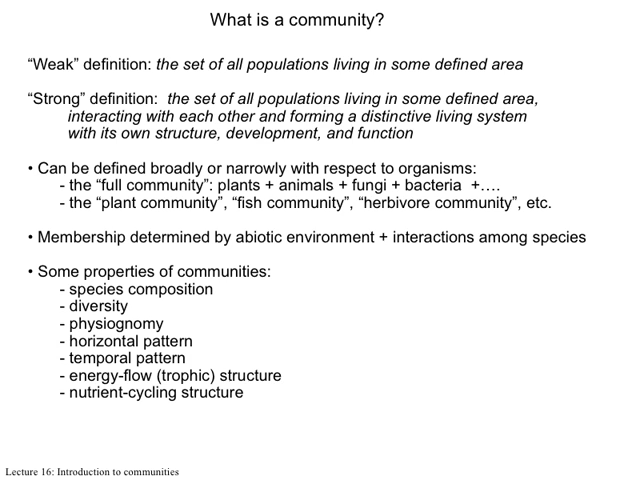 What is a community?
“Weak” definition: the set of all populations living in some defined area
“Strong” definition:  the set of all populations living in some defined area,
interacting with each other and forming a distinctive living system
with its own structure, development, and function
• Can be defined broadly or narrowly with respect to organisms:
- the “full community”: plants + animals + fungi + bacteria  +….
- the “plant community”, “fish community”, “herbivore community”, etc.
• Membership determined by abiotic environment + interactions among species
• Some properties of communities:
- species composition
- diversity
- physiognomy
- horizontal pattern
- temporal pattern
- energy-flow (trophic) structure
- nutrient-cycling structure
Lecture 16: Introduction to communities